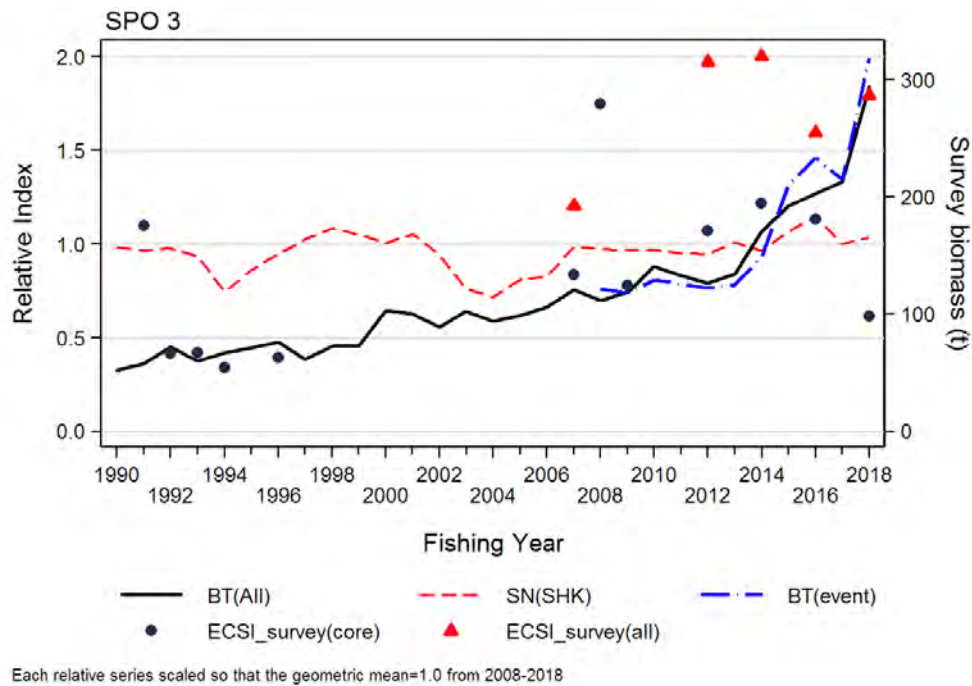 SPO 3
2.0
1.5
1.0
0.5
0.0
Relative Index
300
200
100
0
Survey biomass (t)
1990 1994 1998 2002 2006 2010 2014 2018
1992 1996 2000 2004 2008 2012 2016
Fishing Year
BT(All) SN(SHK) BT(event)
ECSI_survey(core) ECSI_survey(all)
Each relative series scaled so that the geometric mean=1.0 from 2008-2018